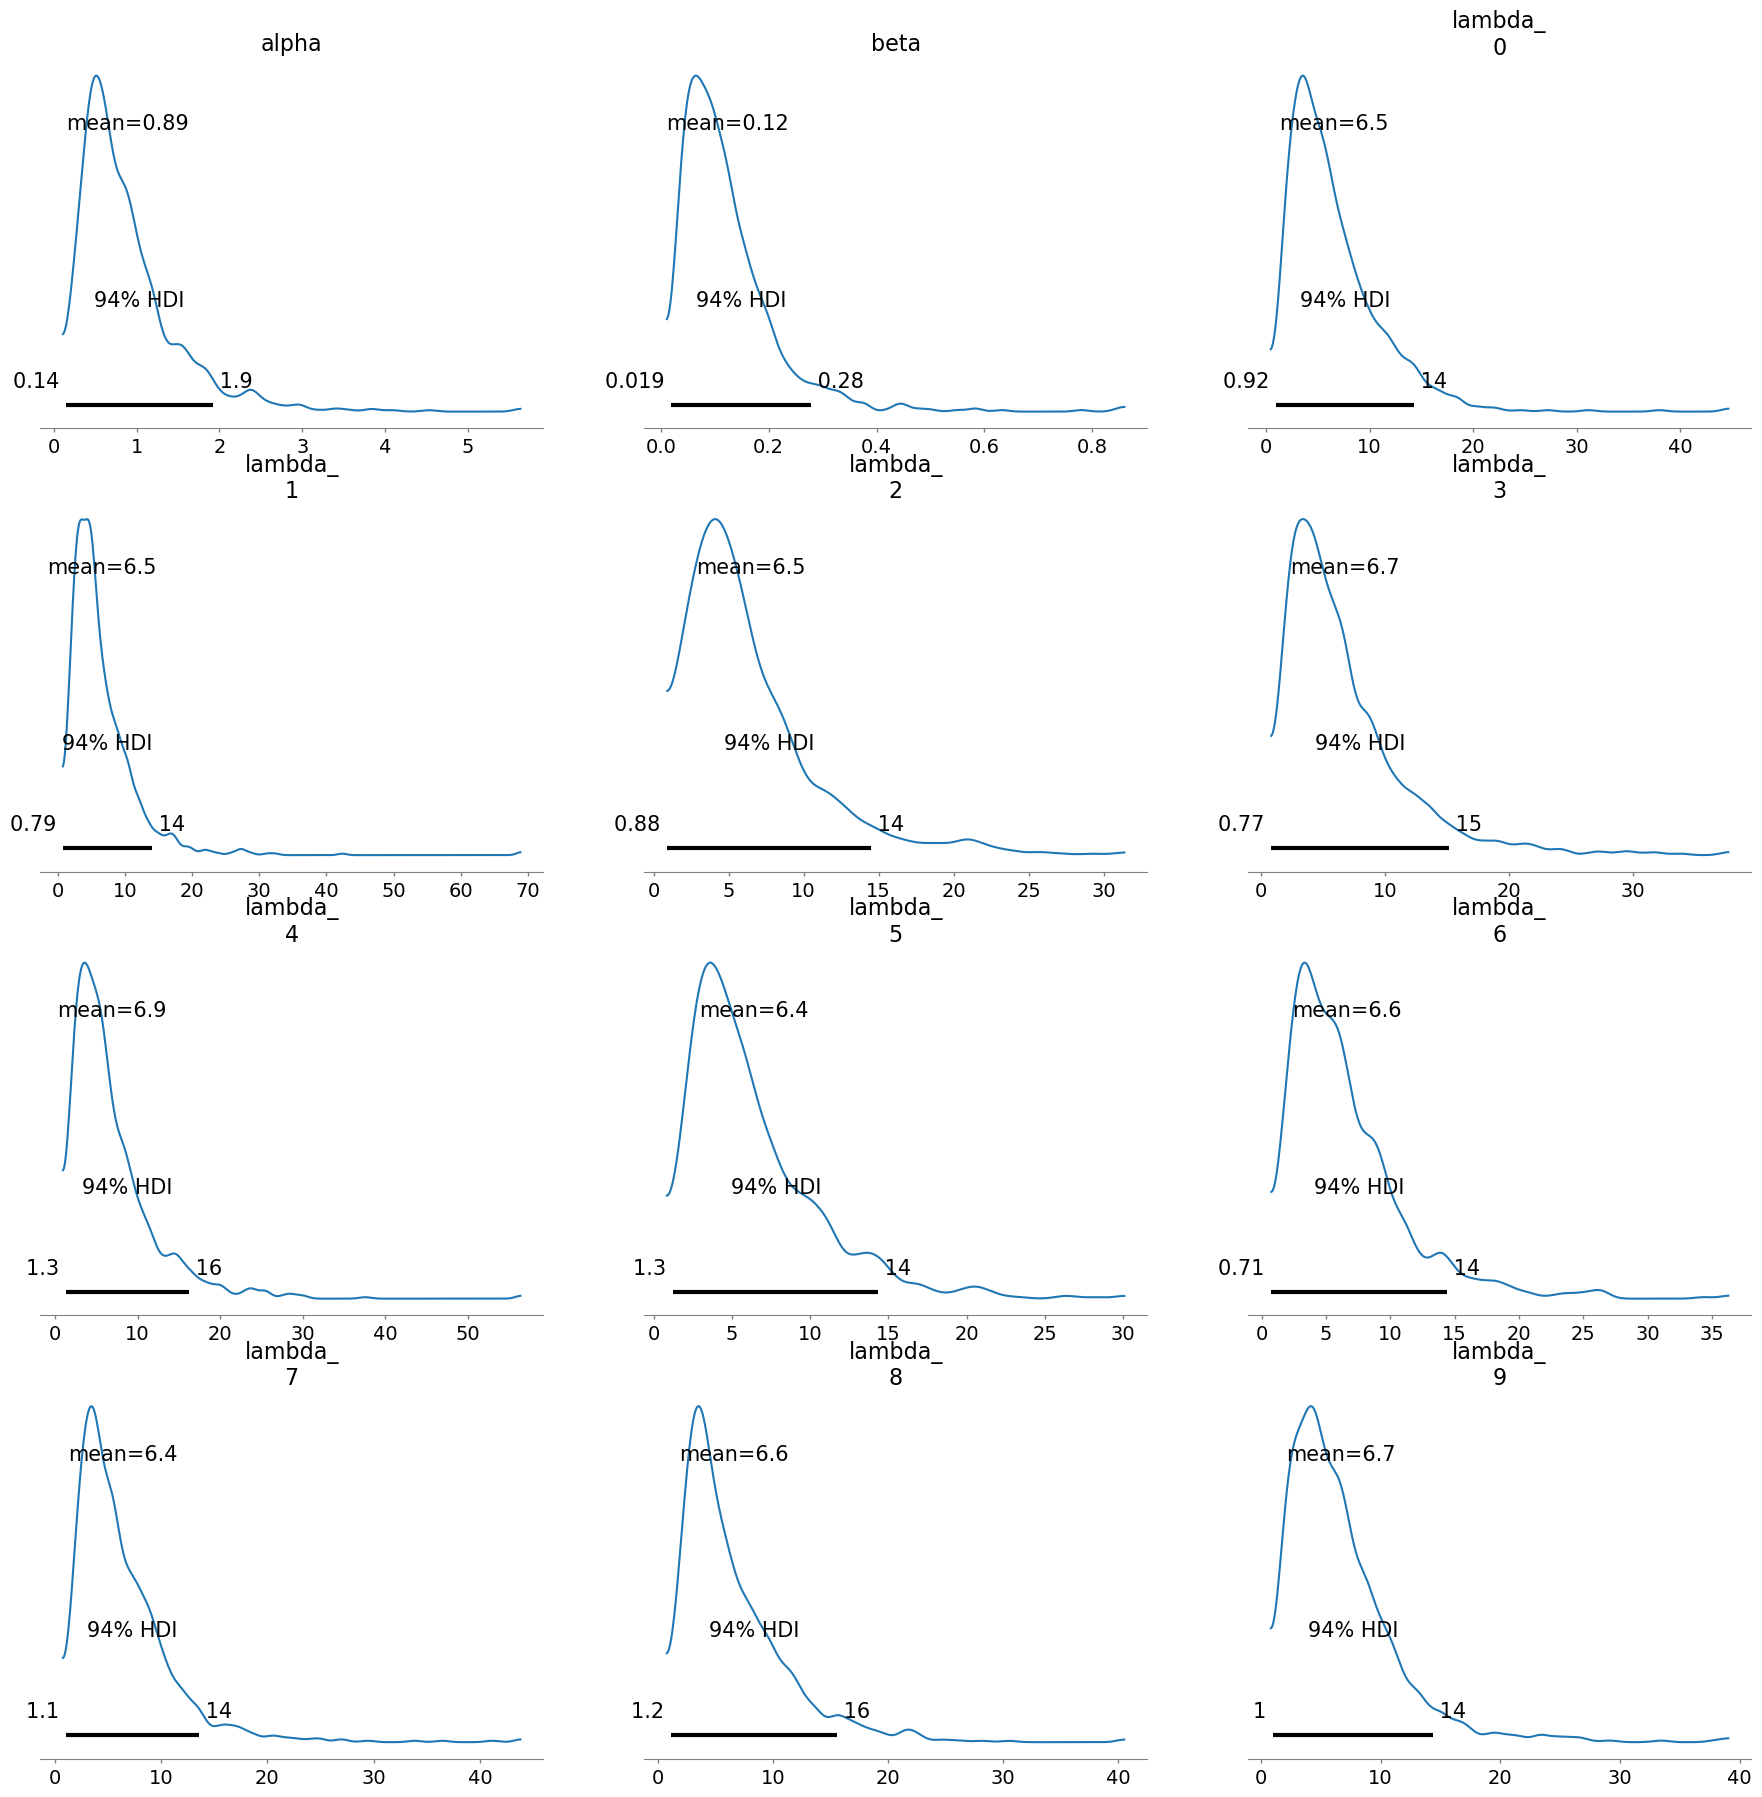 alpha
mean=0.89
94% HDI
0.14 1.9
0 1 2 3 4 5
beta
mean=0.12
94% HDI
0.019 0.28
0.0 0.2 0.4 0.6 0.8
lambda_
0
mean=6.5
94% HDI
0.92 14
0 10 20 30 40
lambda_
1
mean=6.5
94% HDI
0.79 14
0 10 20 30 40 50 60 70
lambda_
2
mean=6.5
94% HDI
0.88 14
0 5 10 15 20 25 30
lambda_
3
mean=6.7
94% HDI
0.77 15
0 10 20 30
lambda_
4
mean=6.9
94% HDI
1.3 16
0 10 20 30 40 50
lambda_
5
mean=6.4
94% HDI
1.3 14
0 5 10 15 20 25 30
lambda_
6
mean=6.6
94% HDI
0.71 14
0 5 10 15 20 25 30 35
lambda_
7
mean=6.4
94% HDI
1.1 14
0 10 20 30 40
lambda_
8
mean=6.6
94% HDI
1.2 16
0 10 20 30 40
lambda_
9
mean=6.7
94% HDI
1 14
0 10 20 30 40